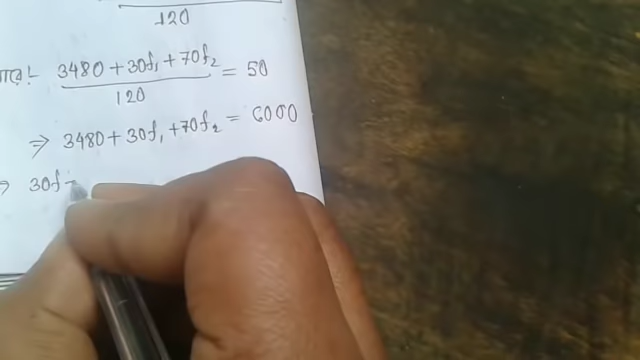 120
3480 + 30f₁ + 70f₂
= 50
120
⇒ 3480 + 30f₁ + 70f₂ = 6000
⇒ 30f